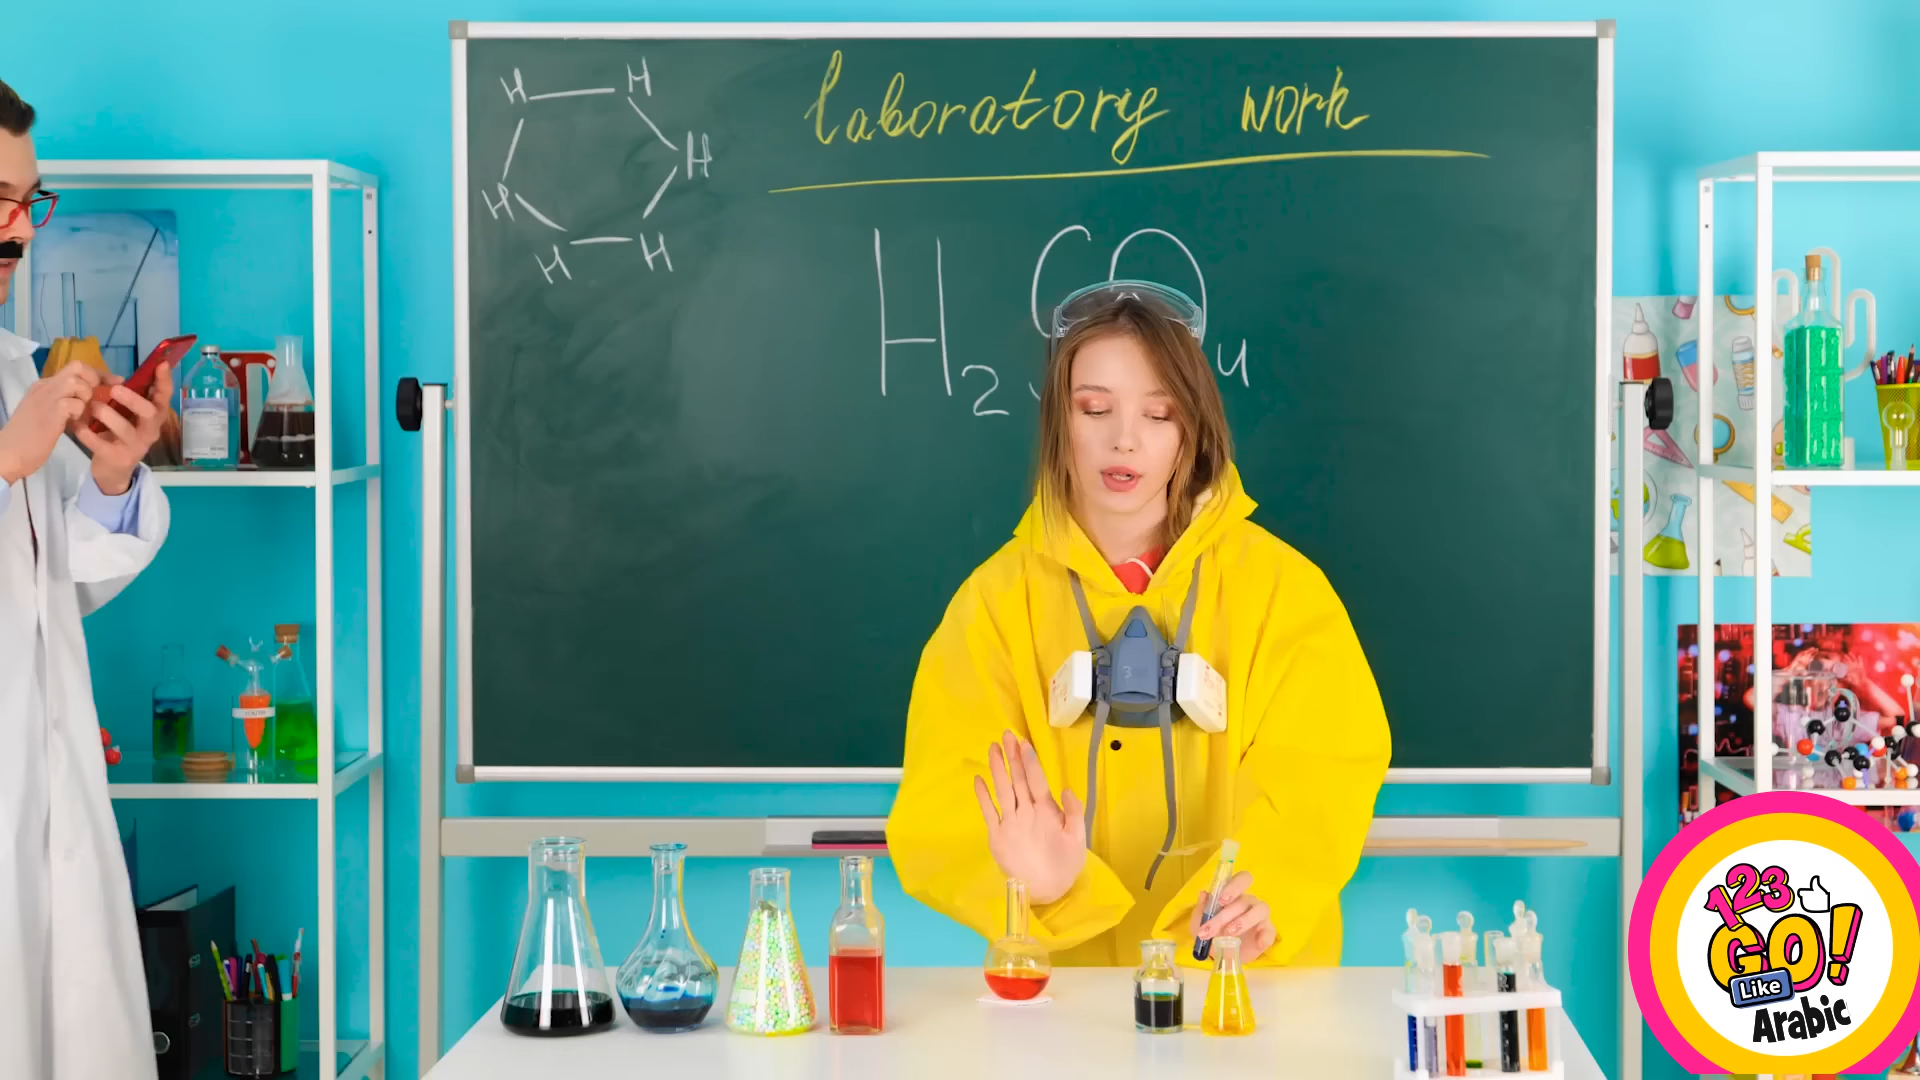 laboratory work
H H H H H H
H2 u
123 GO!
Like
Arabic